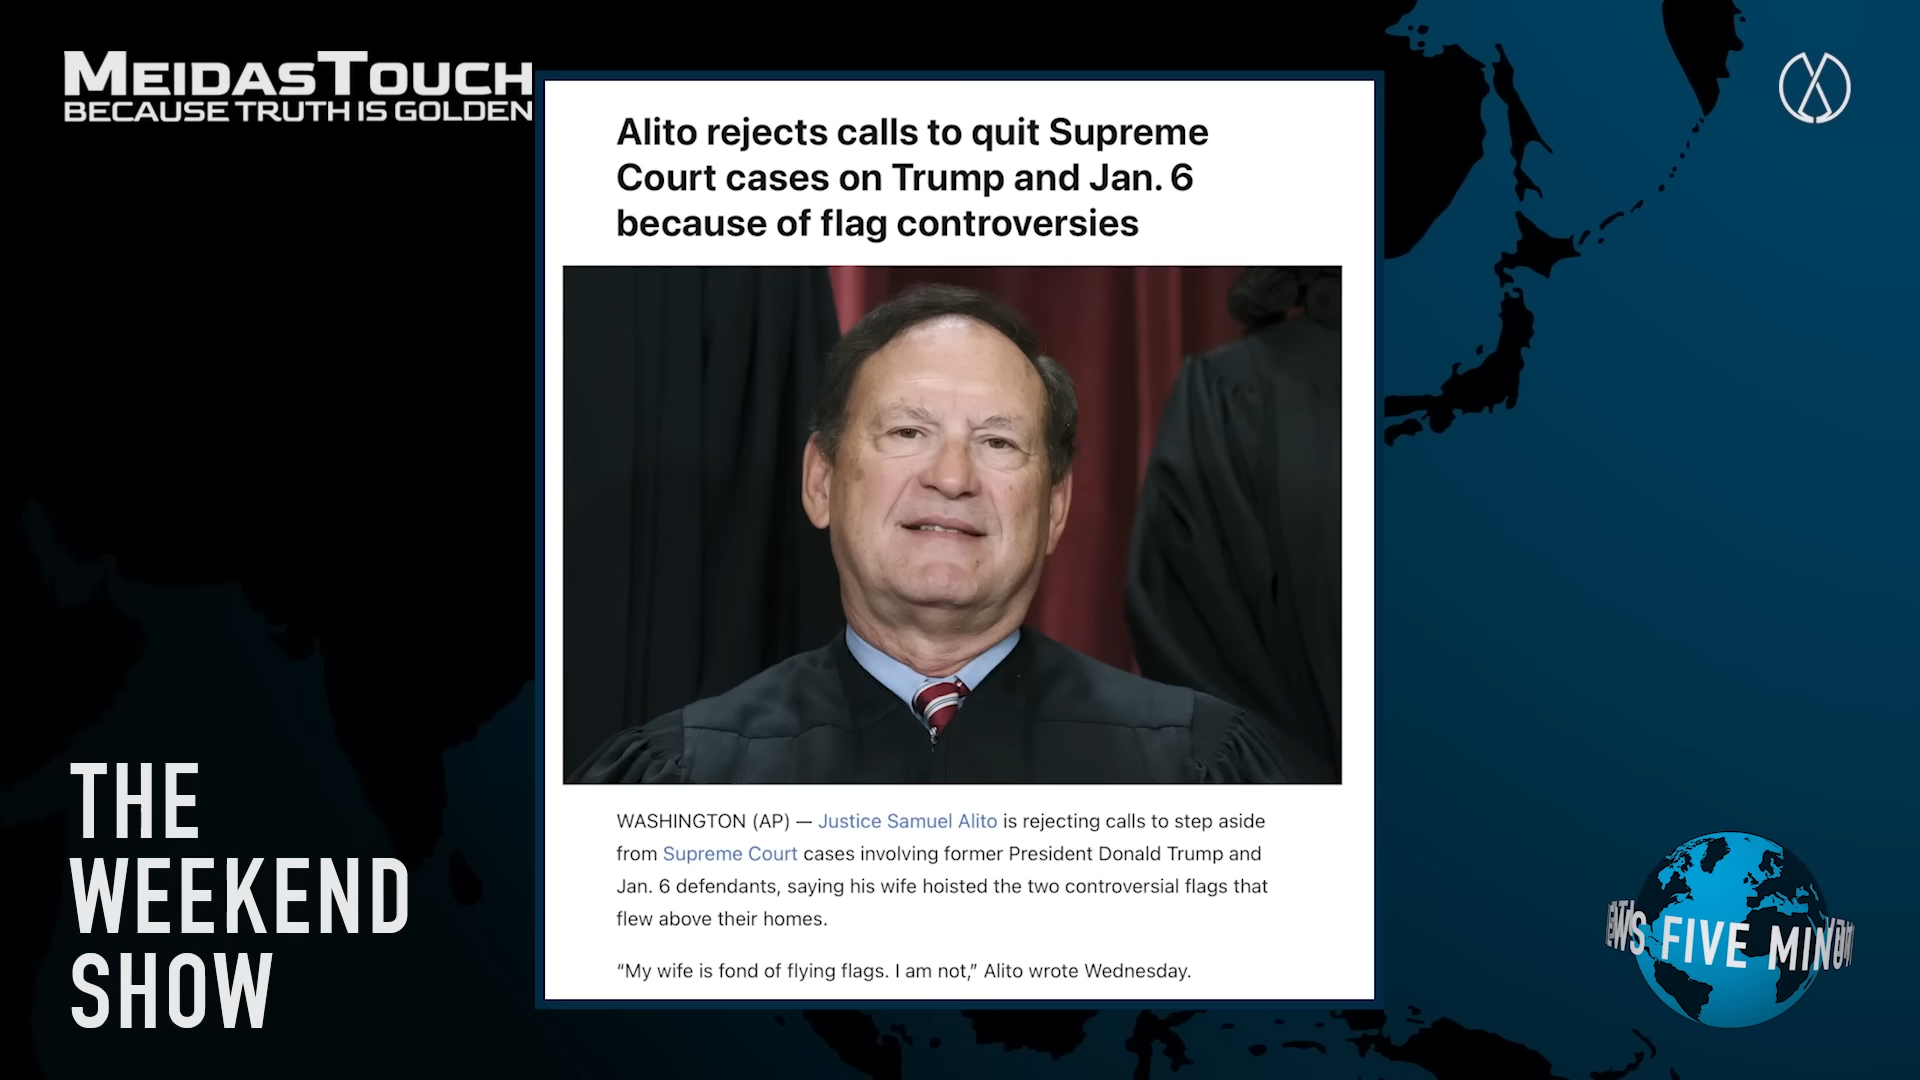 MEIDASTOUCH
BECAUSE TRUTH IS GOLDEN
Alito rejects calls to quit Supreme
Court cases on Trump and Jan. 6
because of flag controversies
WASHINGTON (AP) — Justice Samuel Alito is rejecting calls to step aside
from Supreme Court cases involving former President Donald Trump and
Jan. 6 defendants, saying his wife hoisted the two controversial flags that
flew above their homes.
“My wife is fond of flying flags. I am not,” Alito wrote Wednesday.
THE
WEEKEND
SHOW
FIVE